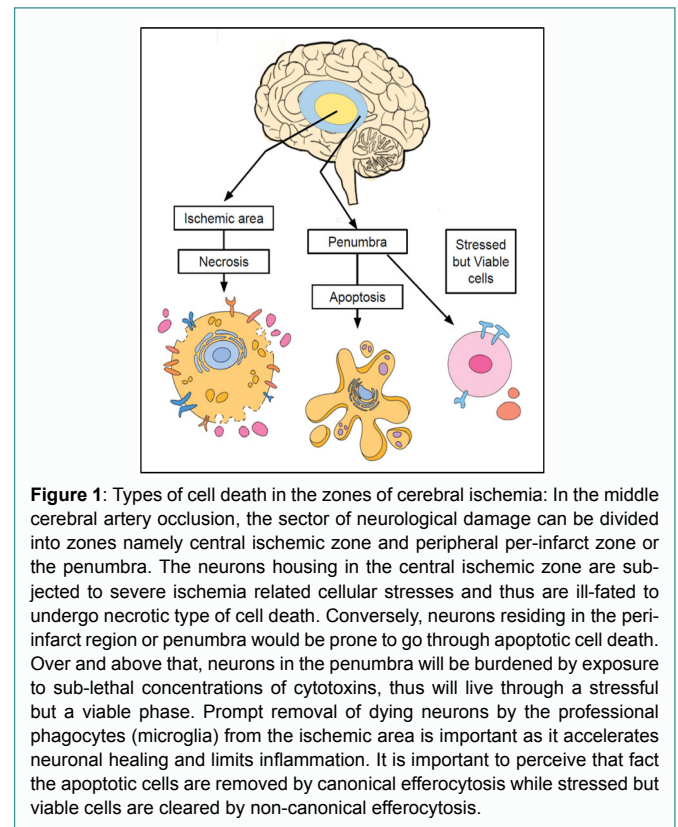 Ischemic area
Necrosis
Penumbra
Apoptosis
Stressed
but Viable
cells
Figure 1: Types of cell death in the zones of cerebral ischemia: In the middle
cerebral artery occlusion, the sector of neurological damage can be divided
into zones namely central ischemic zone and peripheral per-infarct zone or
the penumbra. The neurons housing in the central ischemic zone are sub-
jected to severe ischemia related cellular stresses and thus are ill-fated to
undergo necrotic type of cell death. Conversely, neurons residing in the peri-
infarct region or penumbra would be prone to go through apoptotic cell death.
Over and above that, neurons in the penumbra will be burdened by exposure
to sub-lethal concentrations of cytotoxins, thus will live through a stressful
but a viable phase. Prompt removal of dying neurons by the professional
phagocytes (microglia) from the ischemic area is important as it accelerates
neuronal healing and limits inflammation. It is important to perceive that fact
the apoptotic cells are removed by canonical efferocytosis while stressed but
viable cells are cleared by non-canonical efferocytosis.